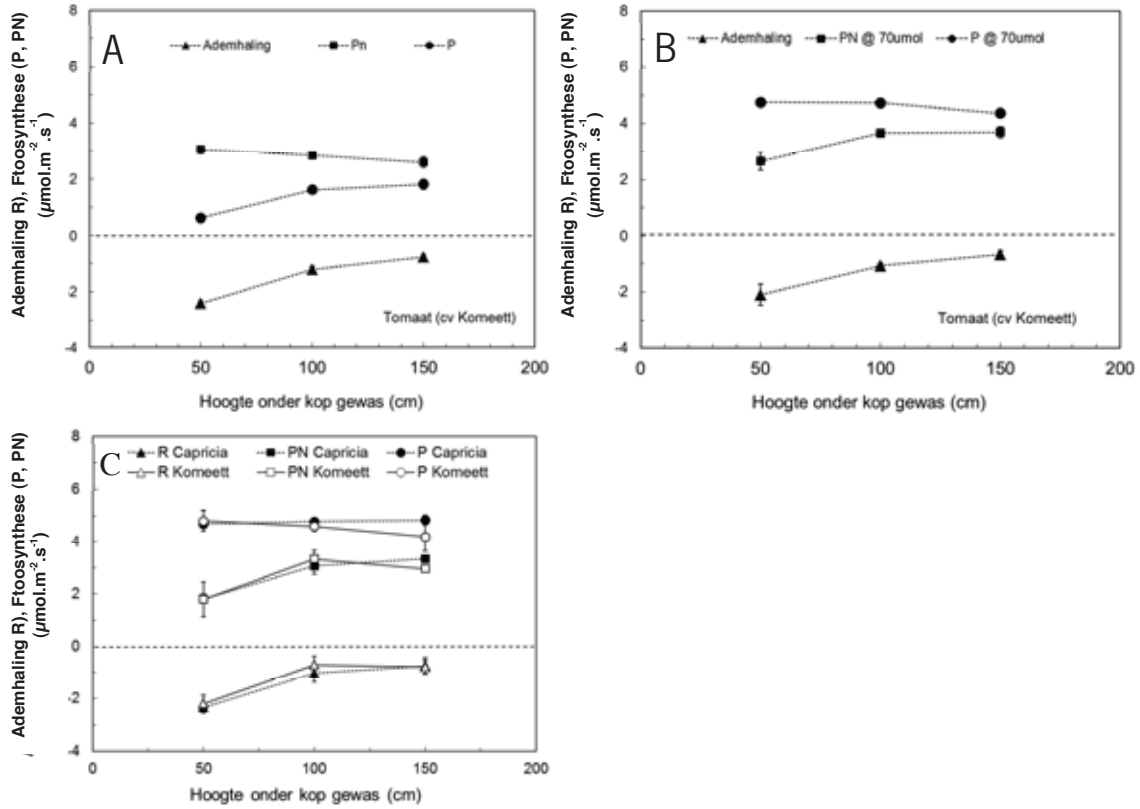 A
Ademhaling Pn P
Ademhaling R), Ftoosynthese (P, PN)
(µmol.m⁻².s⁻¹)
8
6
4
2
0
-2
-4
Tomaat (cv Komeett)
0 50 100 150 200
Hoogte onder kop gewas (cm)
B
Ademhaling PN @ 70umol P @ 70umol
Ademhaling R), Ftoosynthese (P, PN)
(µmol.m⁻².s⁻¹)
8
6
4
2
0
-2
-4
Tomaat (cv Komeett)
0 50 100 150 200
Hoogte onder kop gewas (cm)
C
R Capricia PN Capricia P Capricia
R Komeett PN Komeett P Komeett
Ademhaling R), Ftoosynthese (P, PN)
(µmol.m⁻².s⁻¹)
8
6
4
2
0
-2
-4
0 50 100 150 200
Hoogte onder kop gewas (cm)